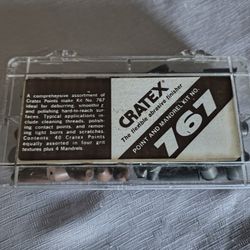 A comprehensive assortment of
Cratex Points make Kit No. 767
ideal for deburring, smoothing
and polishing hard-to-reach sur-
faces. Typical applications in-
clude cleaning threads, polish-
ing contact points, and remov-
ing light burrs and scratches.
Contents: 40 Cratex Points
equally assorted in four grit
textures plus 4 Mandrels
CRATEX®
The flexible abrasive finisher
POINT AND MANDREL KIT NO.
767